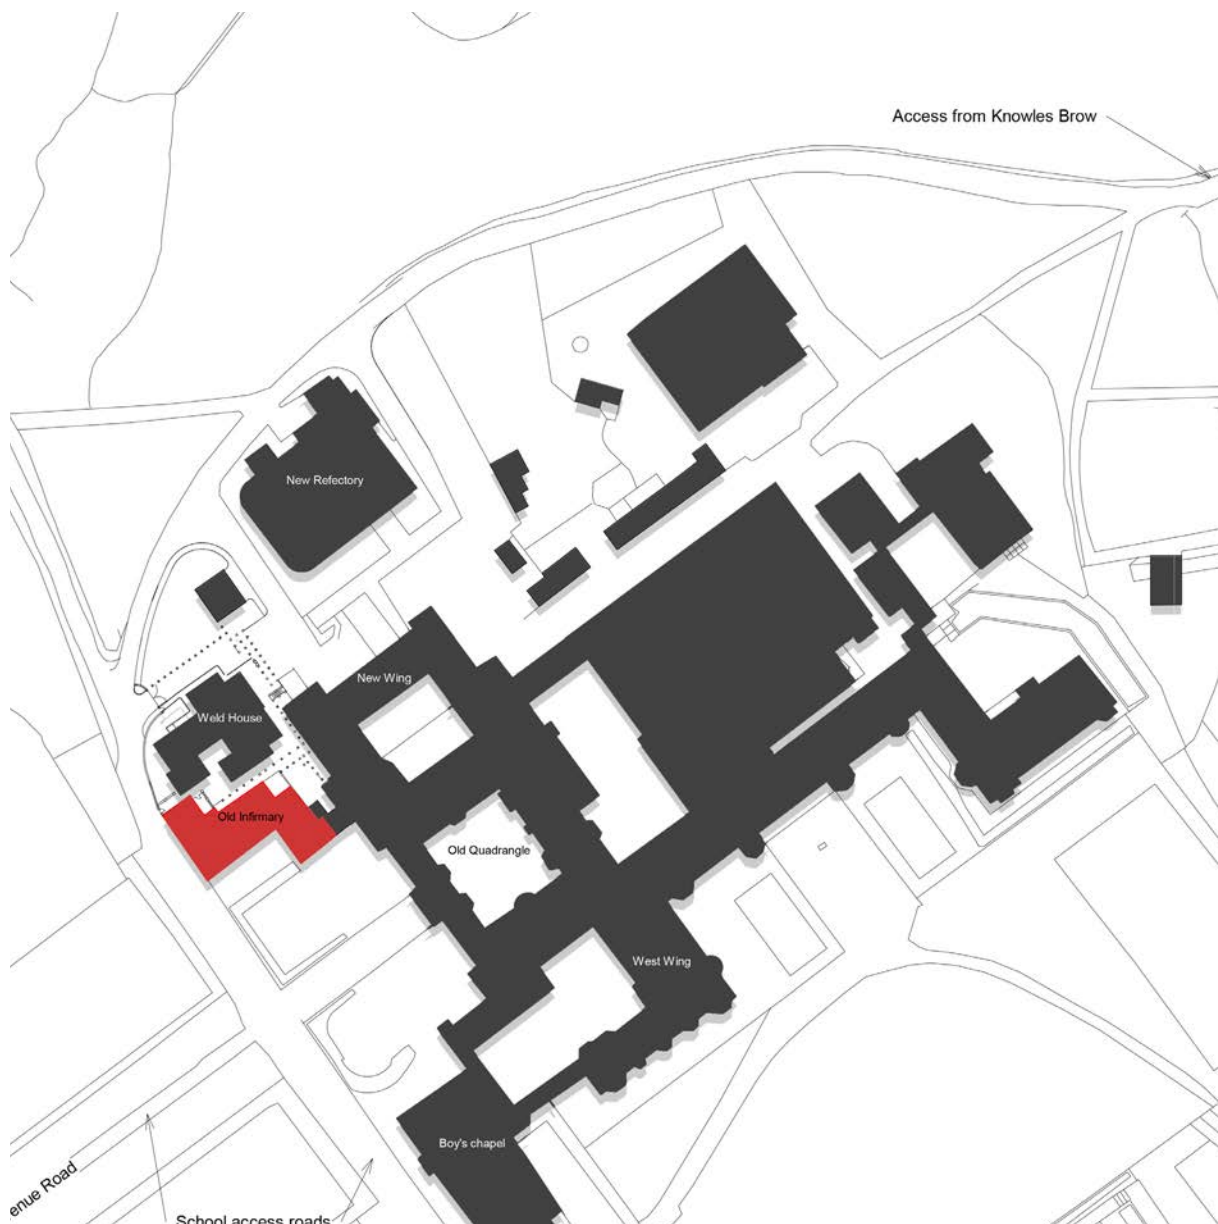 Access from Knowles Brow
New Refectory
New Wing
Weld House
Old Infirmary
Old Quadrangle
West Wing
Boy's chapel
enue Road
School access roads